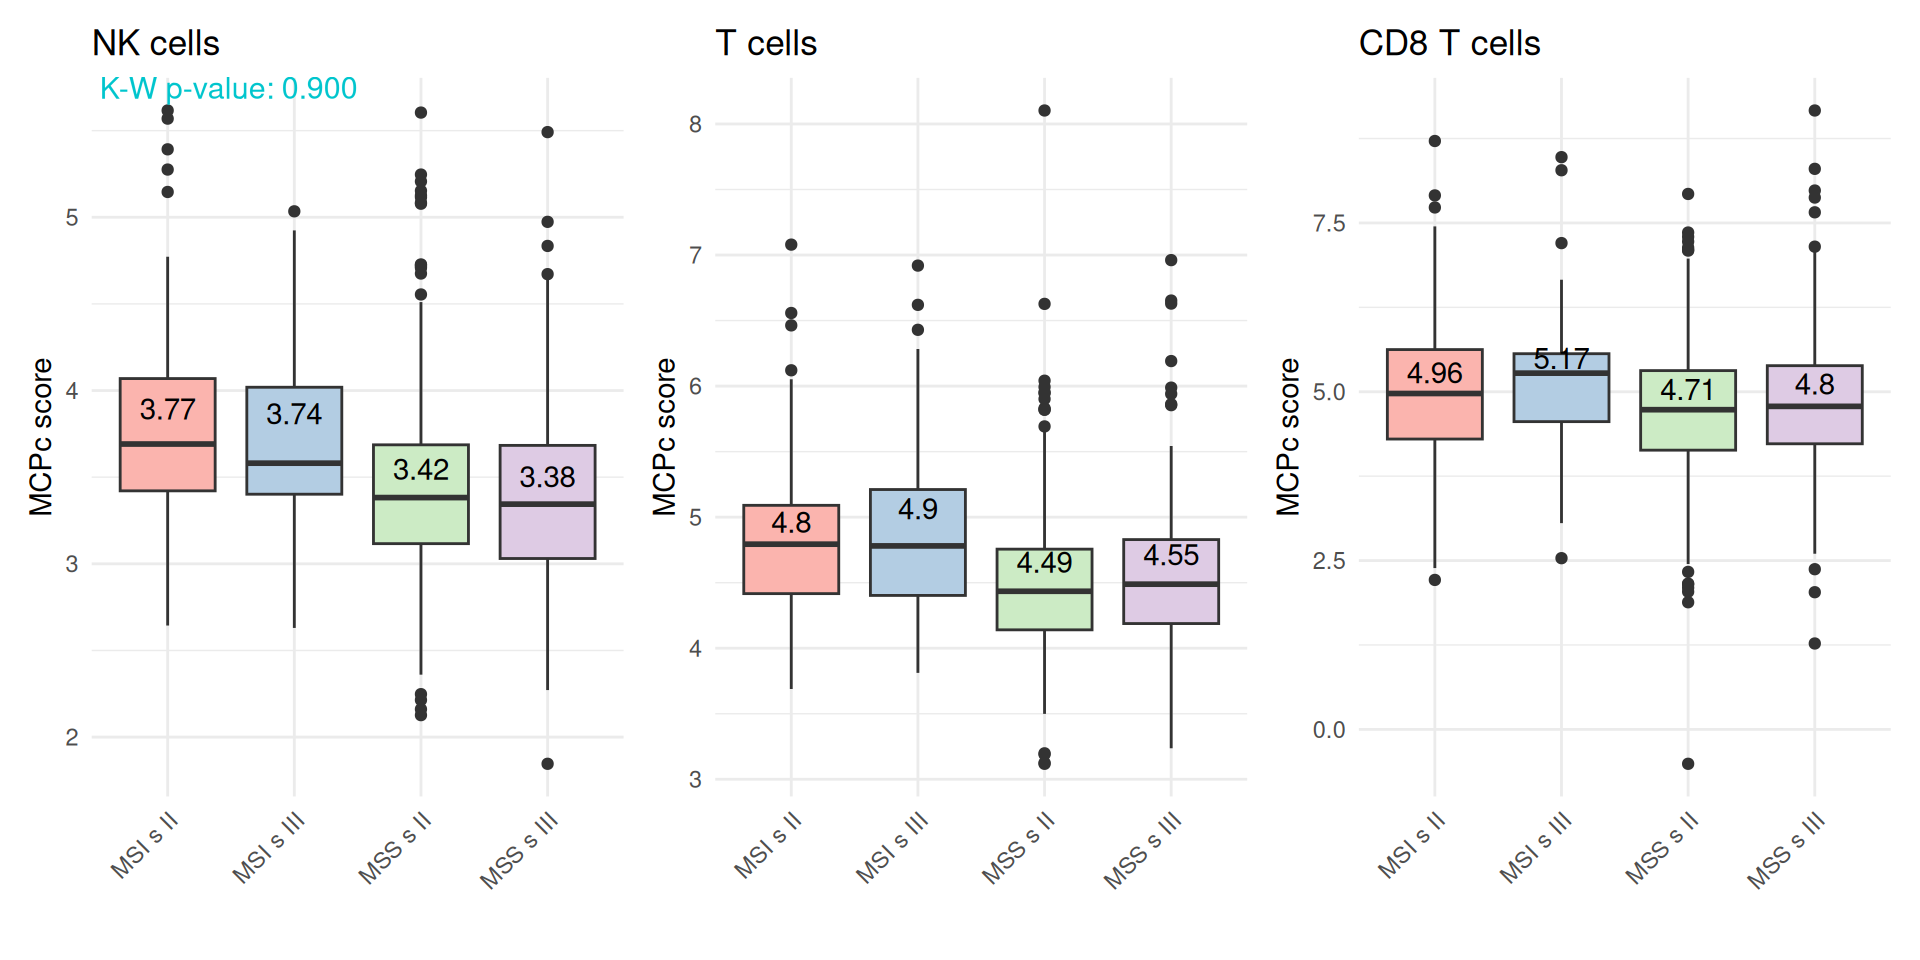 NK cells
K-W p-value: 0.900
MCPc score
5
4
3
2
3.77
3.74
3.42
3.38
MSI s II
MSI s III
MSS s II
MSS s III
T cells
MCPc score
8
7
6
5
4
3
4.8
4.9
4.49
4.55
MSI s II
MSI s III
MSS s II
MSS s III
CD8 T cells
MCPc score
7.5
5.0
2.5
0.0
4.96
5.17
4.71
4.8
MSI s II
MSI s III
MSS s II
MSS s III